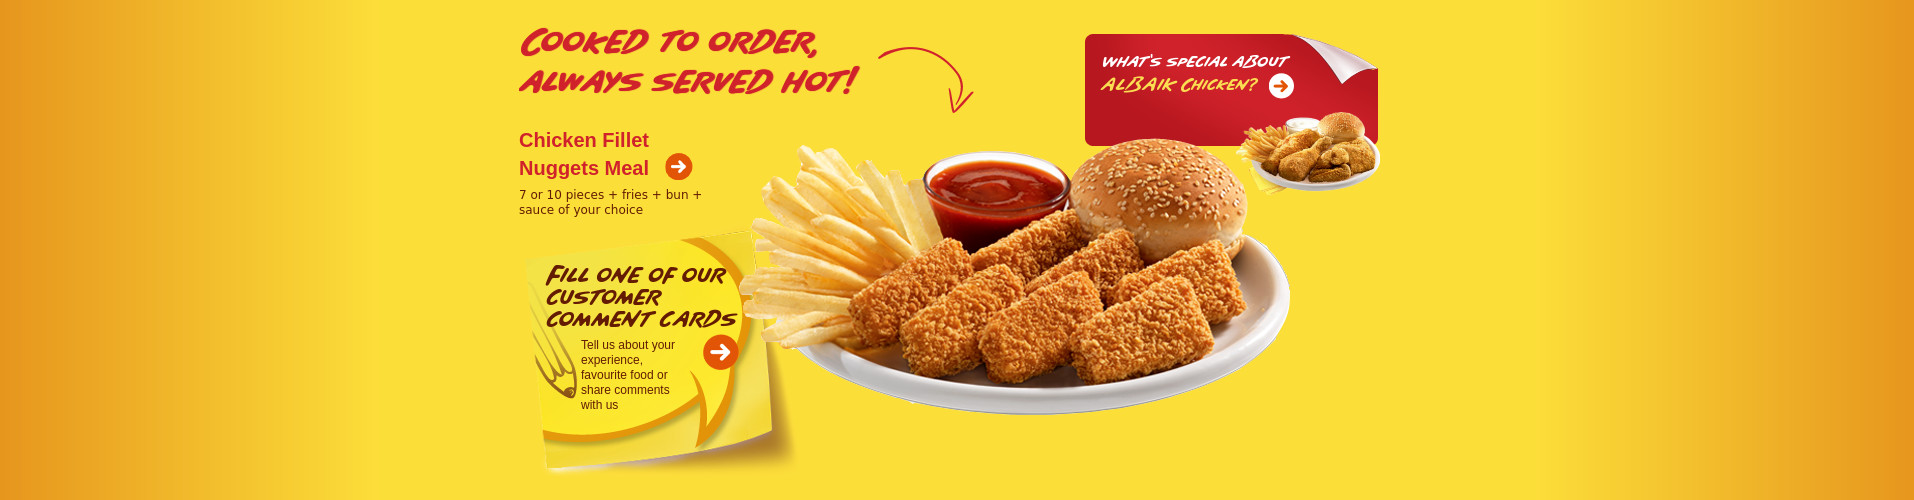 COOKED TO ORDER,
ALWAYS SERVED HOT!
WHAT'S SPECIAL ABOUT
ALBAIK CHICKEN?
Chicken Fillet
Nuggets Meal
7 or 10 pieces + fries + bun +
sauce of your choice
FILL ONE OF OUR
CUSTOMER
COMMENT CARDS
Tell us about your
experience,
favourite food or
share comments
with us